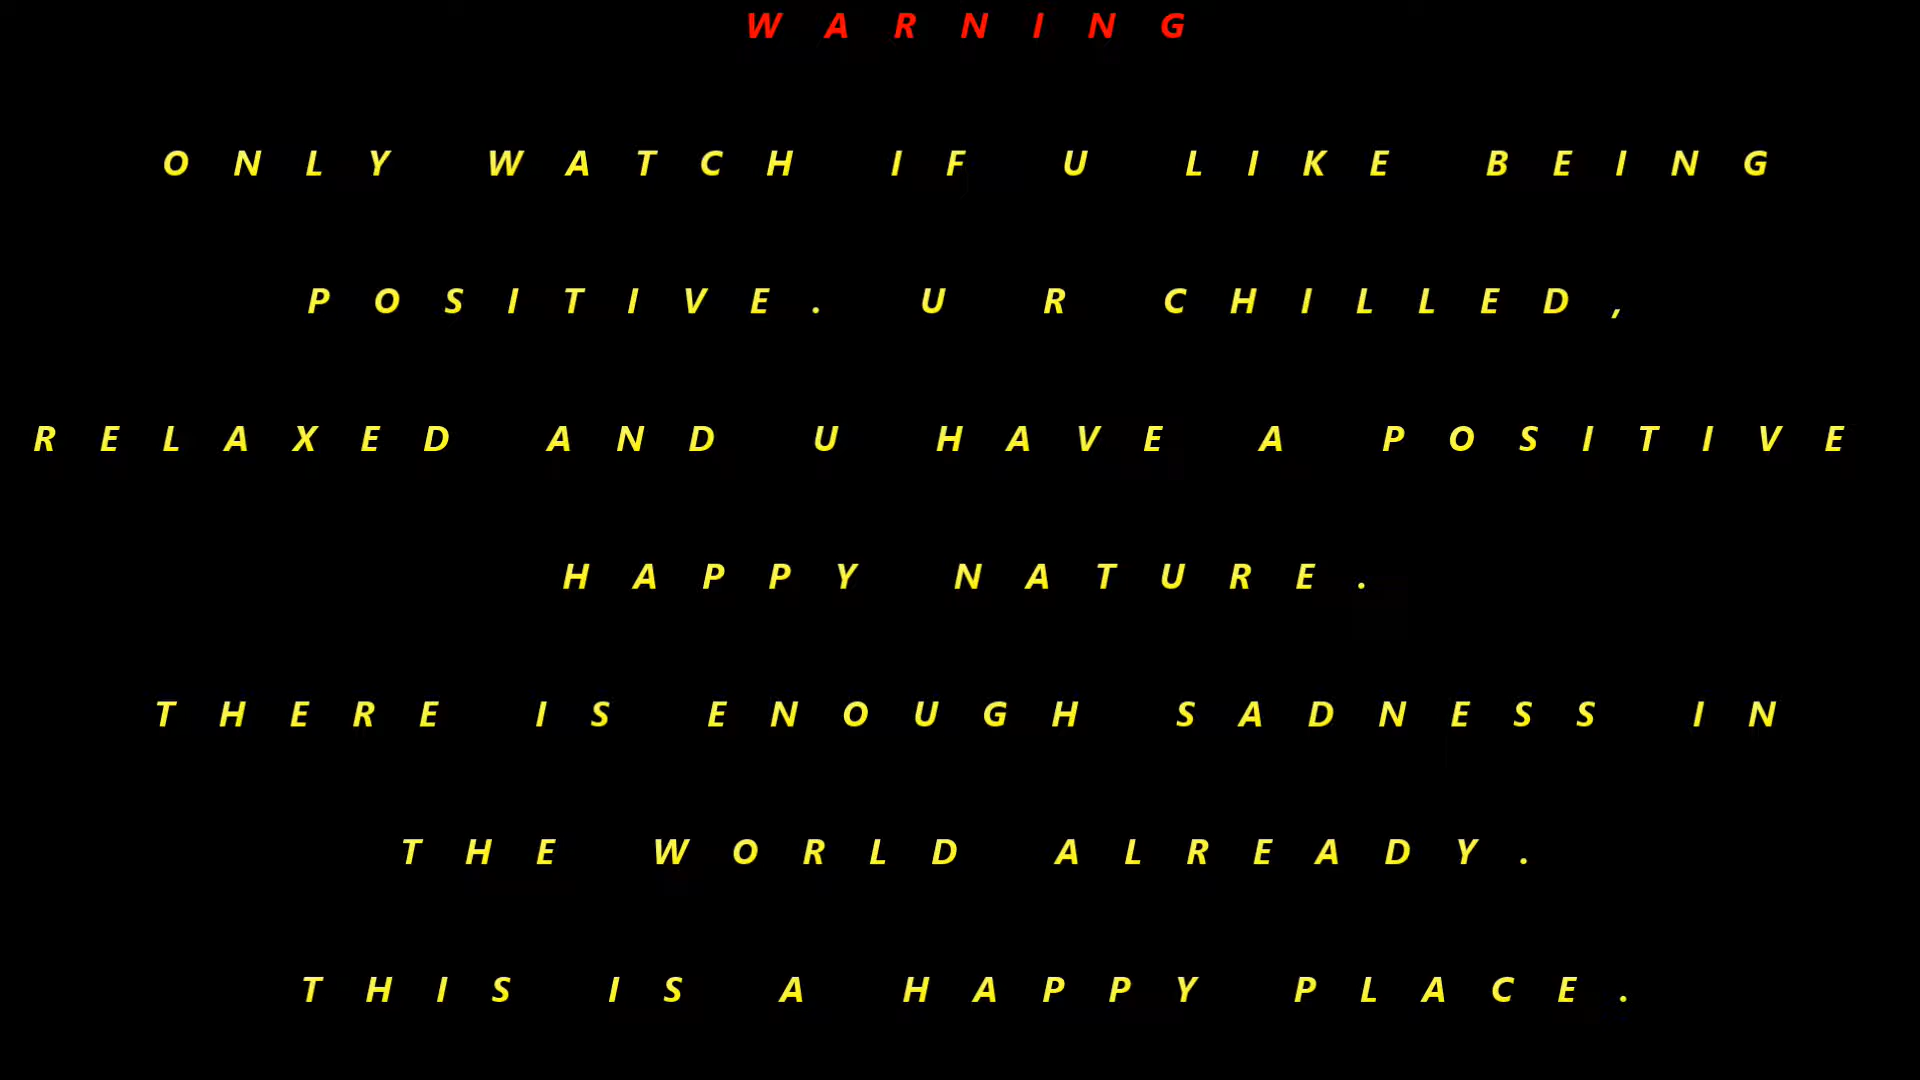 WARNING
ONLY WATCH IF U LIKE BEING
POSITIVE. U R CHILLED,
RELAXED AND U HAVE A POSITIVE
HAPPY NATURE.
THERE IS ENOUGH SADNESS IN
THE WORLD ALREADY.
THIS IS A HAPPY PLACE.